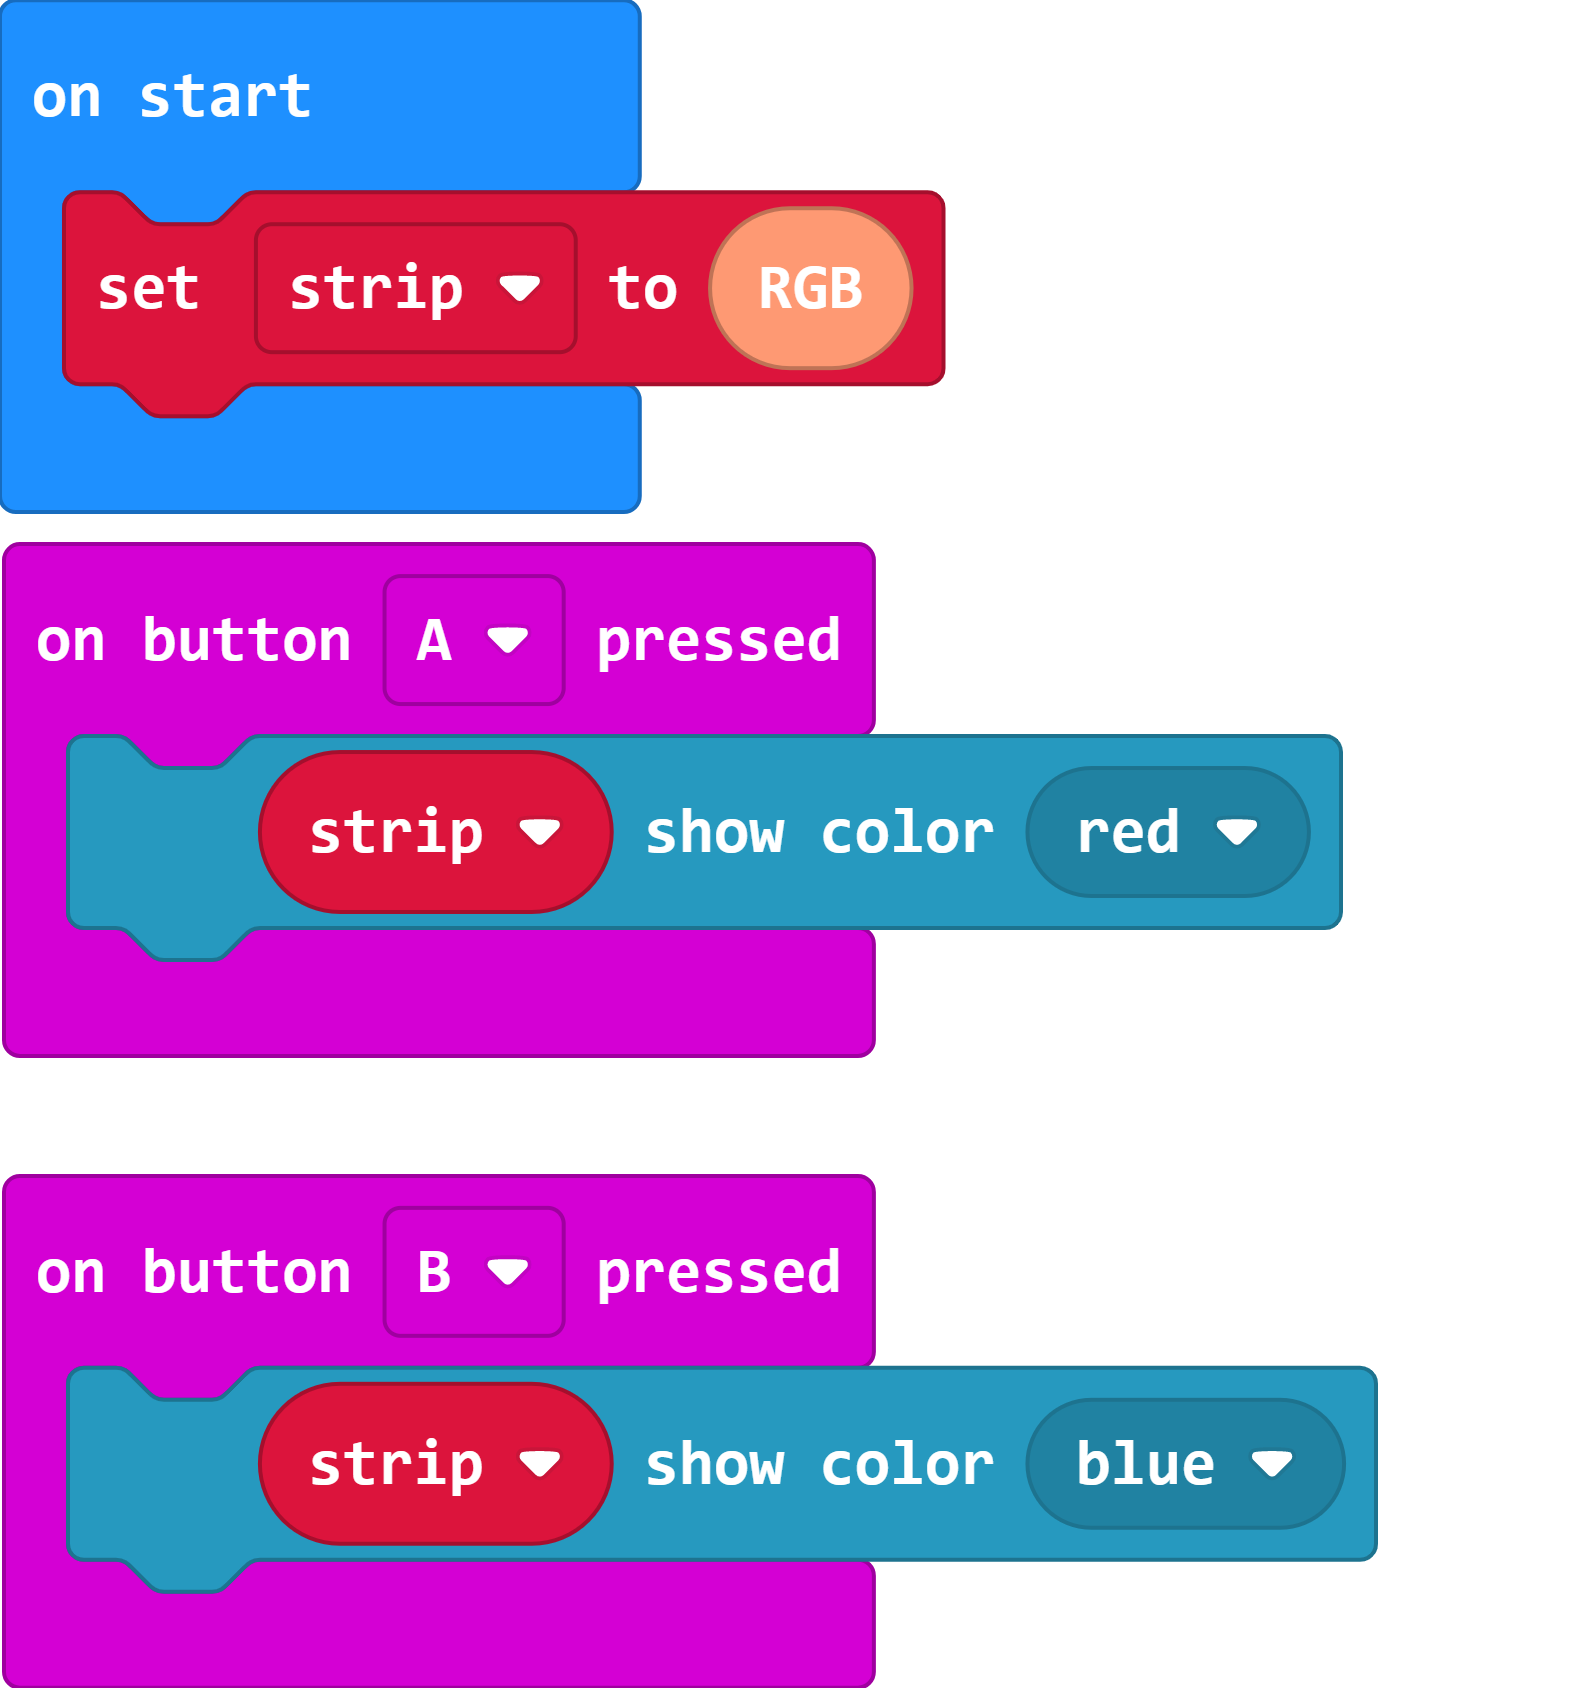 on start
set strip to RGB
on button A pressed
strip show color red
on button B pressed
strip show color blue